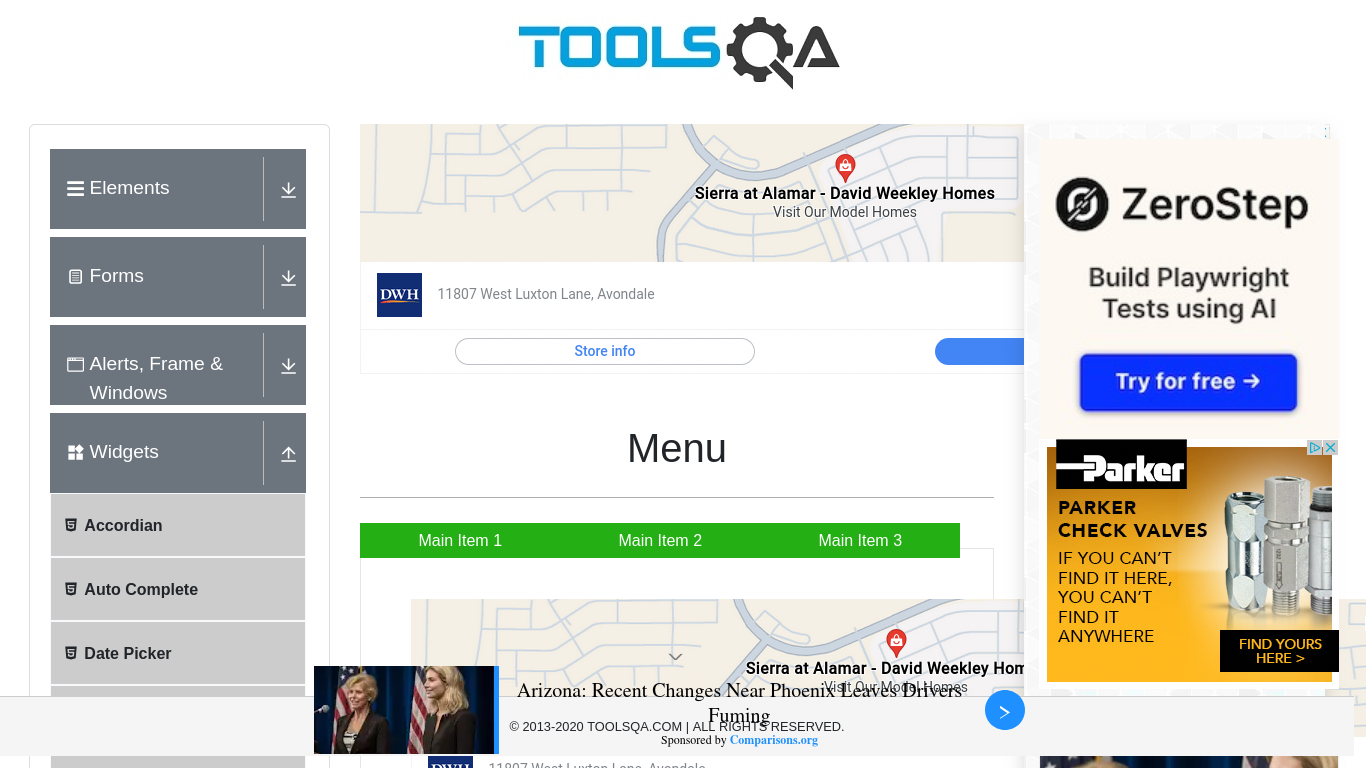 TOOLSQA
Elements
Forms
Alerts, Frame &
Windows
Widgets
Accordian
Auto Complete
Date Picker
Sierra at Alamar - David Weekley Homes
Visit Our Model Homes
DWH
11807 West Luxton Lane, Avondale
Store info
Menu
Main Item 1
Main Item 2
Main Item 3
Sierra at Alamar - David Weekley Hom
Visit Our Model Homes
ZeroStep
Build Playwright
Tests using AI
Try for free →
Parker
PARKER
CHECK VALVES
IF YOU CAN'T
FIND IT HERE,
YOU CAN'T
FIND IT
ANYWHERE
FIND YOURS
HERE >
Arizona: Recent Changes Near Phoenix Leaves Drivers
Fuming
© 2013-2020 TOOLSQA.COM | ALL RIGHTS RESERVED.
Sponsored by Comparisons.org
DWH
11807 West Luxton Lane, Avondale